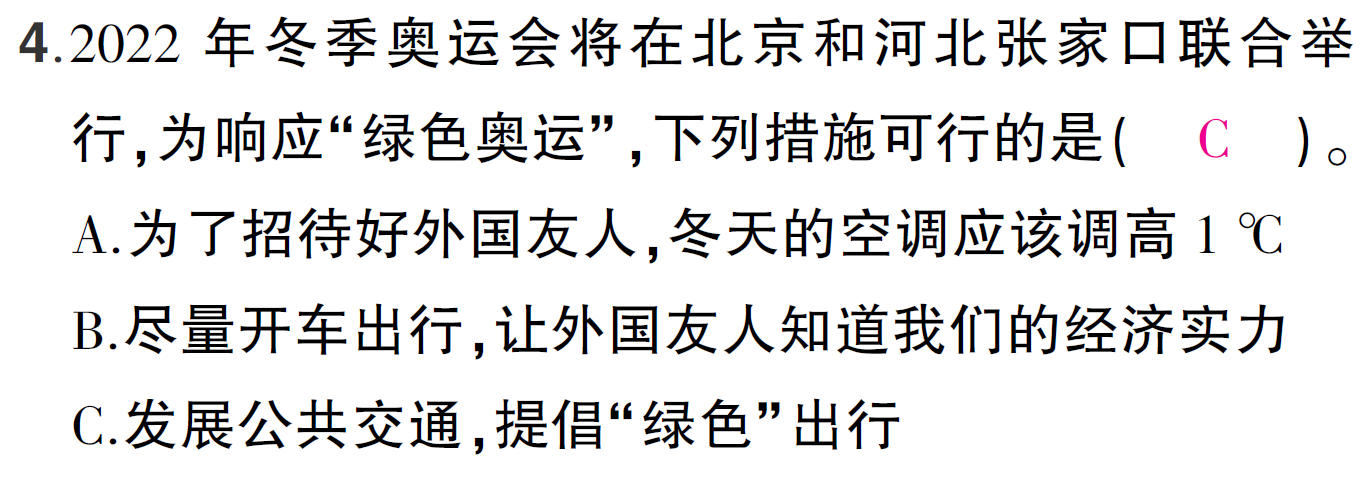 4.2022 年冬季奥运会将在北京和河北张家口联合举
行,为响应“绿色奥运”,下列措施可行的是( C )。
A.为了招待好外国友人,冬天的空调应该调高 1 ℃
B.尽量开车出行,让外国友人知道我们的经济实力
C.发展公共交通,提倡“绿色”出行